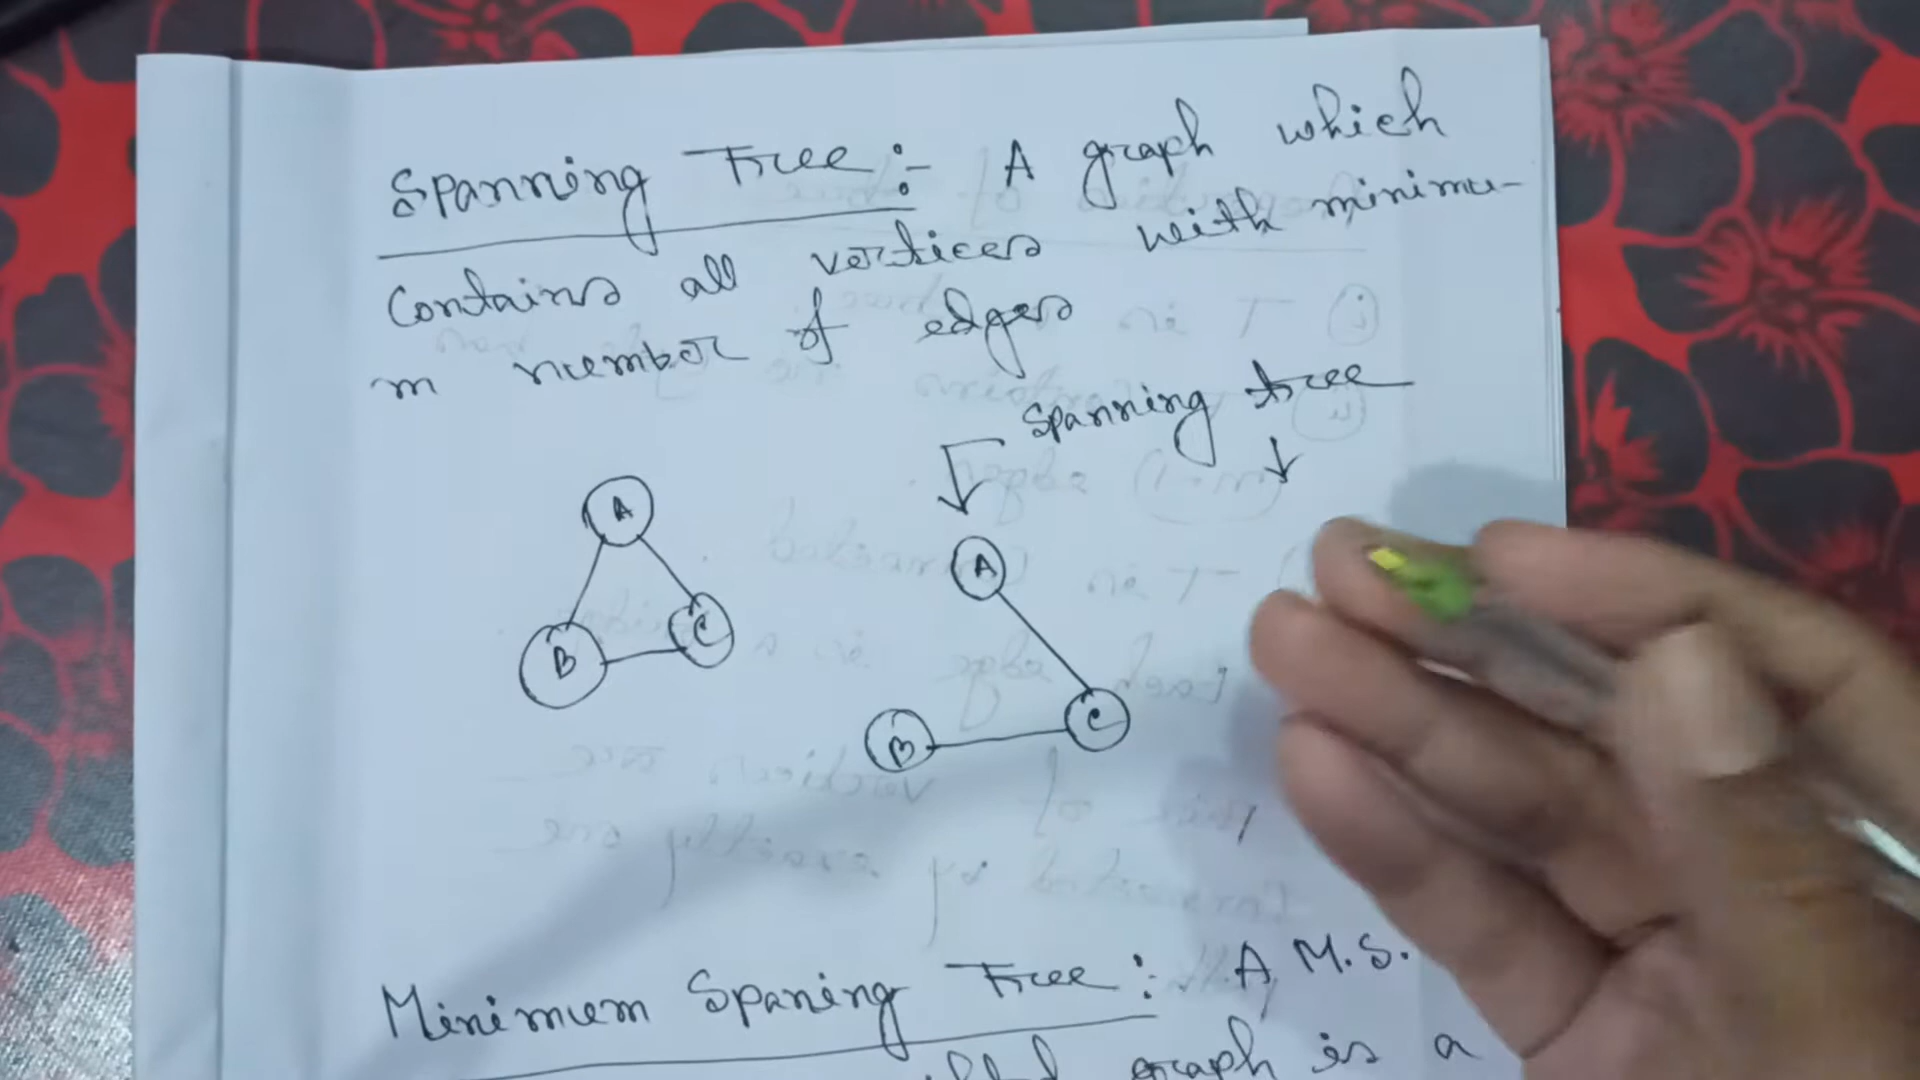 Spanning Tree :- A graph which
Contains all vertices with minimu-
m number of edges
Spanning tree
A
B
C
A
B
C
Minimum Spaning Tree : A M.S.
graph is a